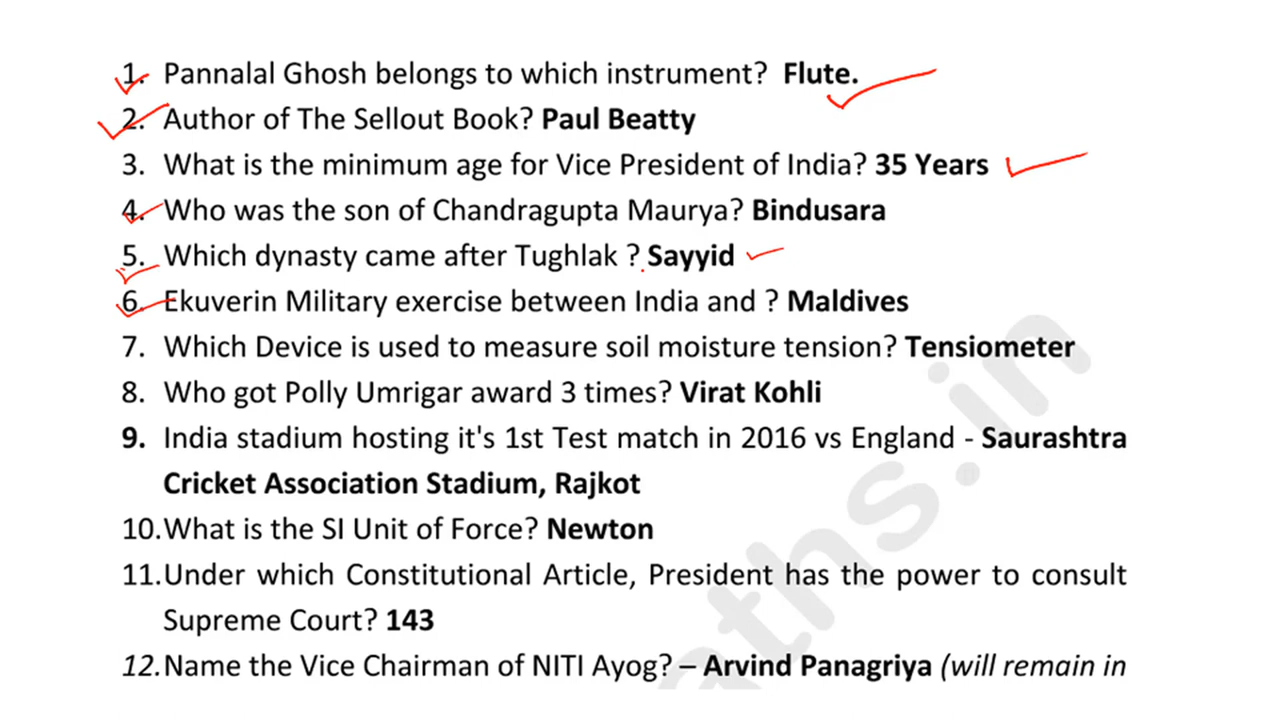 1. Pannalal Ghosh belongs to which instrument? Flute.
2. Author of The Sellout Book? Paul Beatty
3. What is the minimum age for Vice President of India? 35 Years
4. Who was the son of Chandragupta Maurya? Bindusara
5. Which dynasty came after Tughlak ? Sayyid
6. Ekuverin Military exercise between India and ? Maldives
7. Which Device is used to measure soil moisture tension? Tensiometer
8. Who got Polly Umrigar award 3 times? Virat Kohli
9. India stadium hosting it's 1st Test match in 2016 vs England - Saurashtra
Cricket Association Stadium, Rajkot
10. What is the SI Unit of Force? Newton
11. Under which Constitutional Article, President has the power to consult
Supreme Court? 143
12. Name the Vice Chairman of NITI Ayog? – Arvind Panagriya (will remain in
aths.in